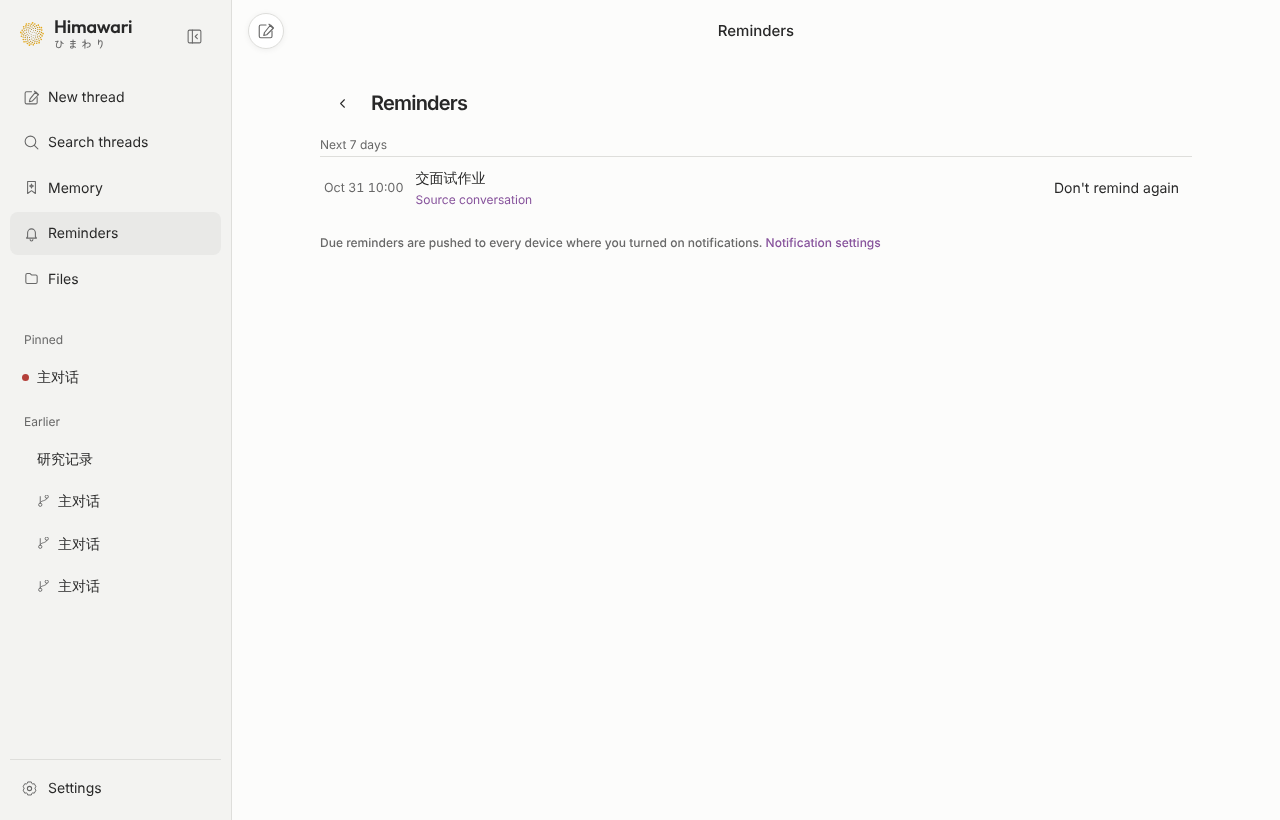 Himawari
ひまわり
New thread
Search threads
Memory
Reminders
Files
Pinned
主对话
Earlier
研究记录
主对话
主对话
主对话
Settings
Reminders
Reminders
Next 7 days
Oct 31 10:00
交面试作业
Source conversation
Don't remind again
Due reminders are pushed to every device where you turned on notifications. Notification settings